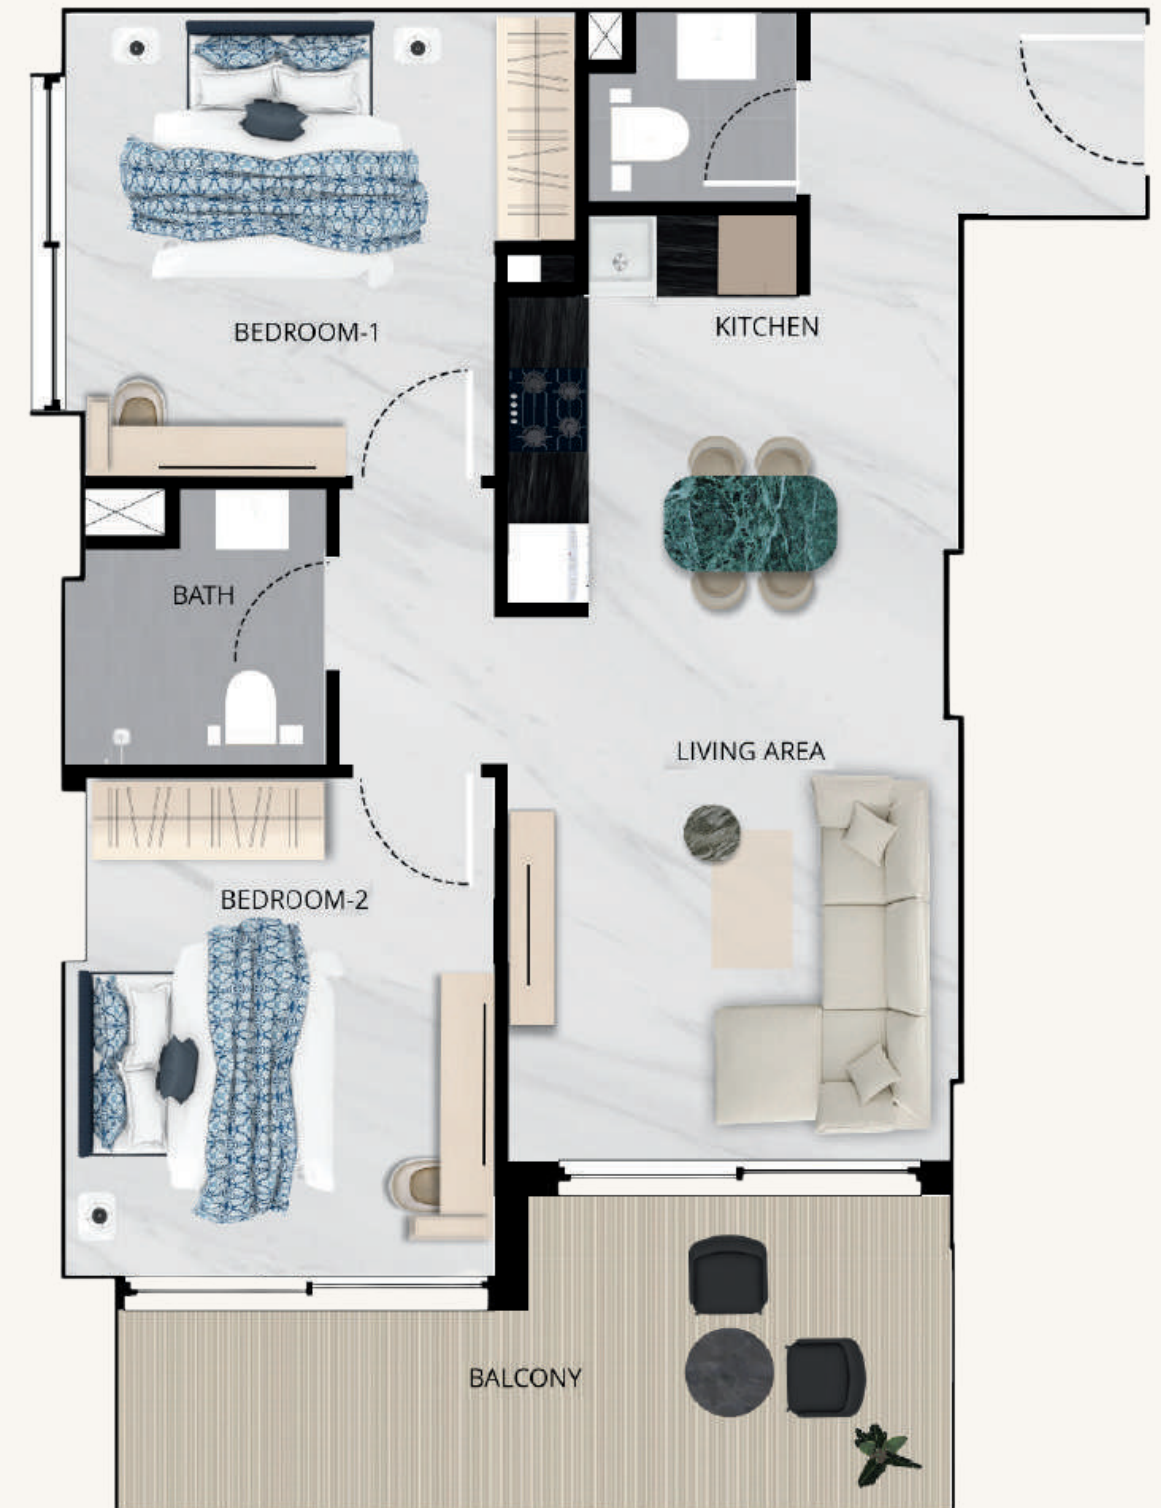 KITCHEN
BEDROOM-1
BATH
LIVING AREA
BEDROOM-2
BALCONY